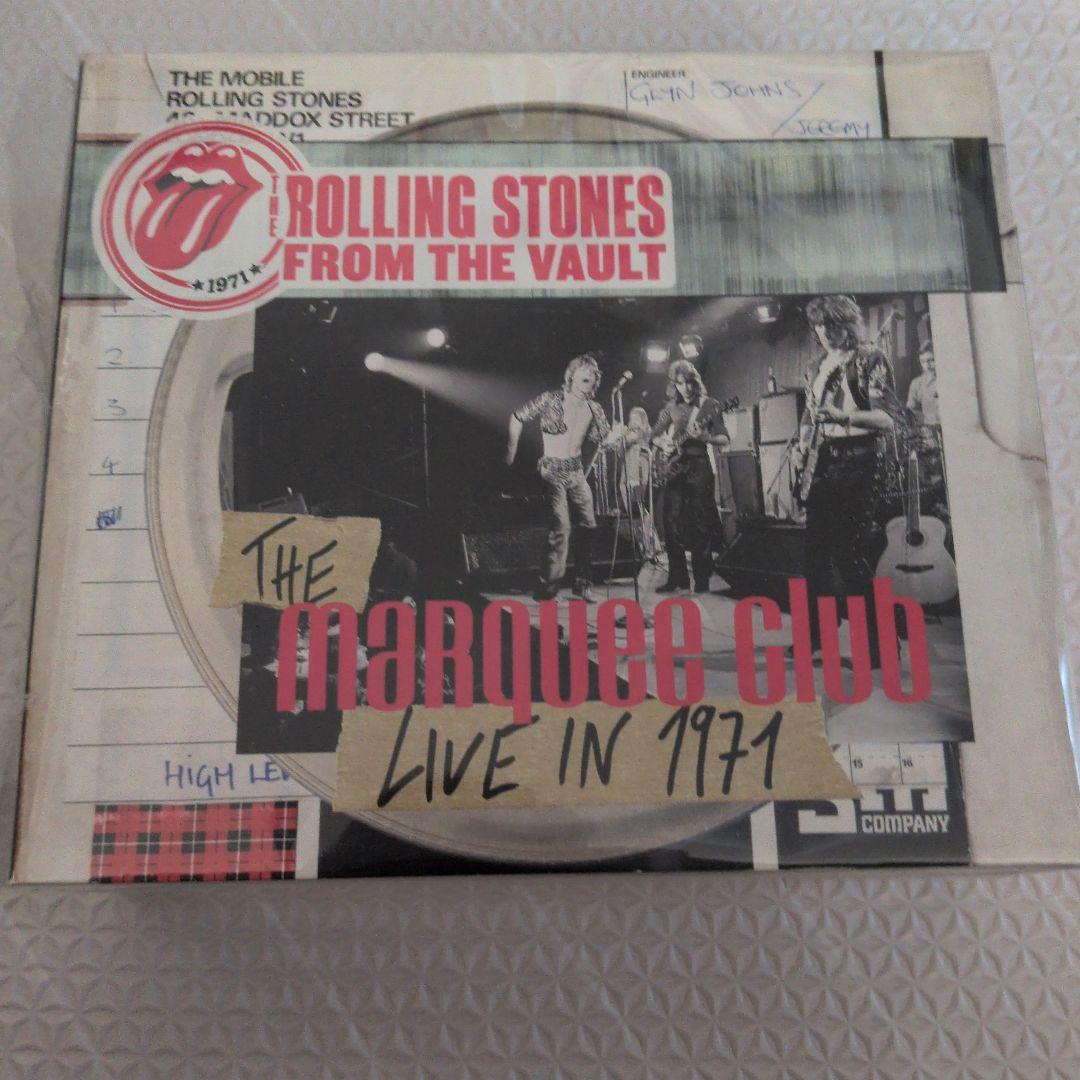 THE MOBILE
ROLLING STONES
MADDOX STREET
ENGINEER
GLYN JOHNS/
JEREMY
THE
ROLLING STONES
FROM THE VAULT
★1971★
2.
3
4
THE
marquee club
LIVE IN 1971
HIGH
15 16
COMPANY